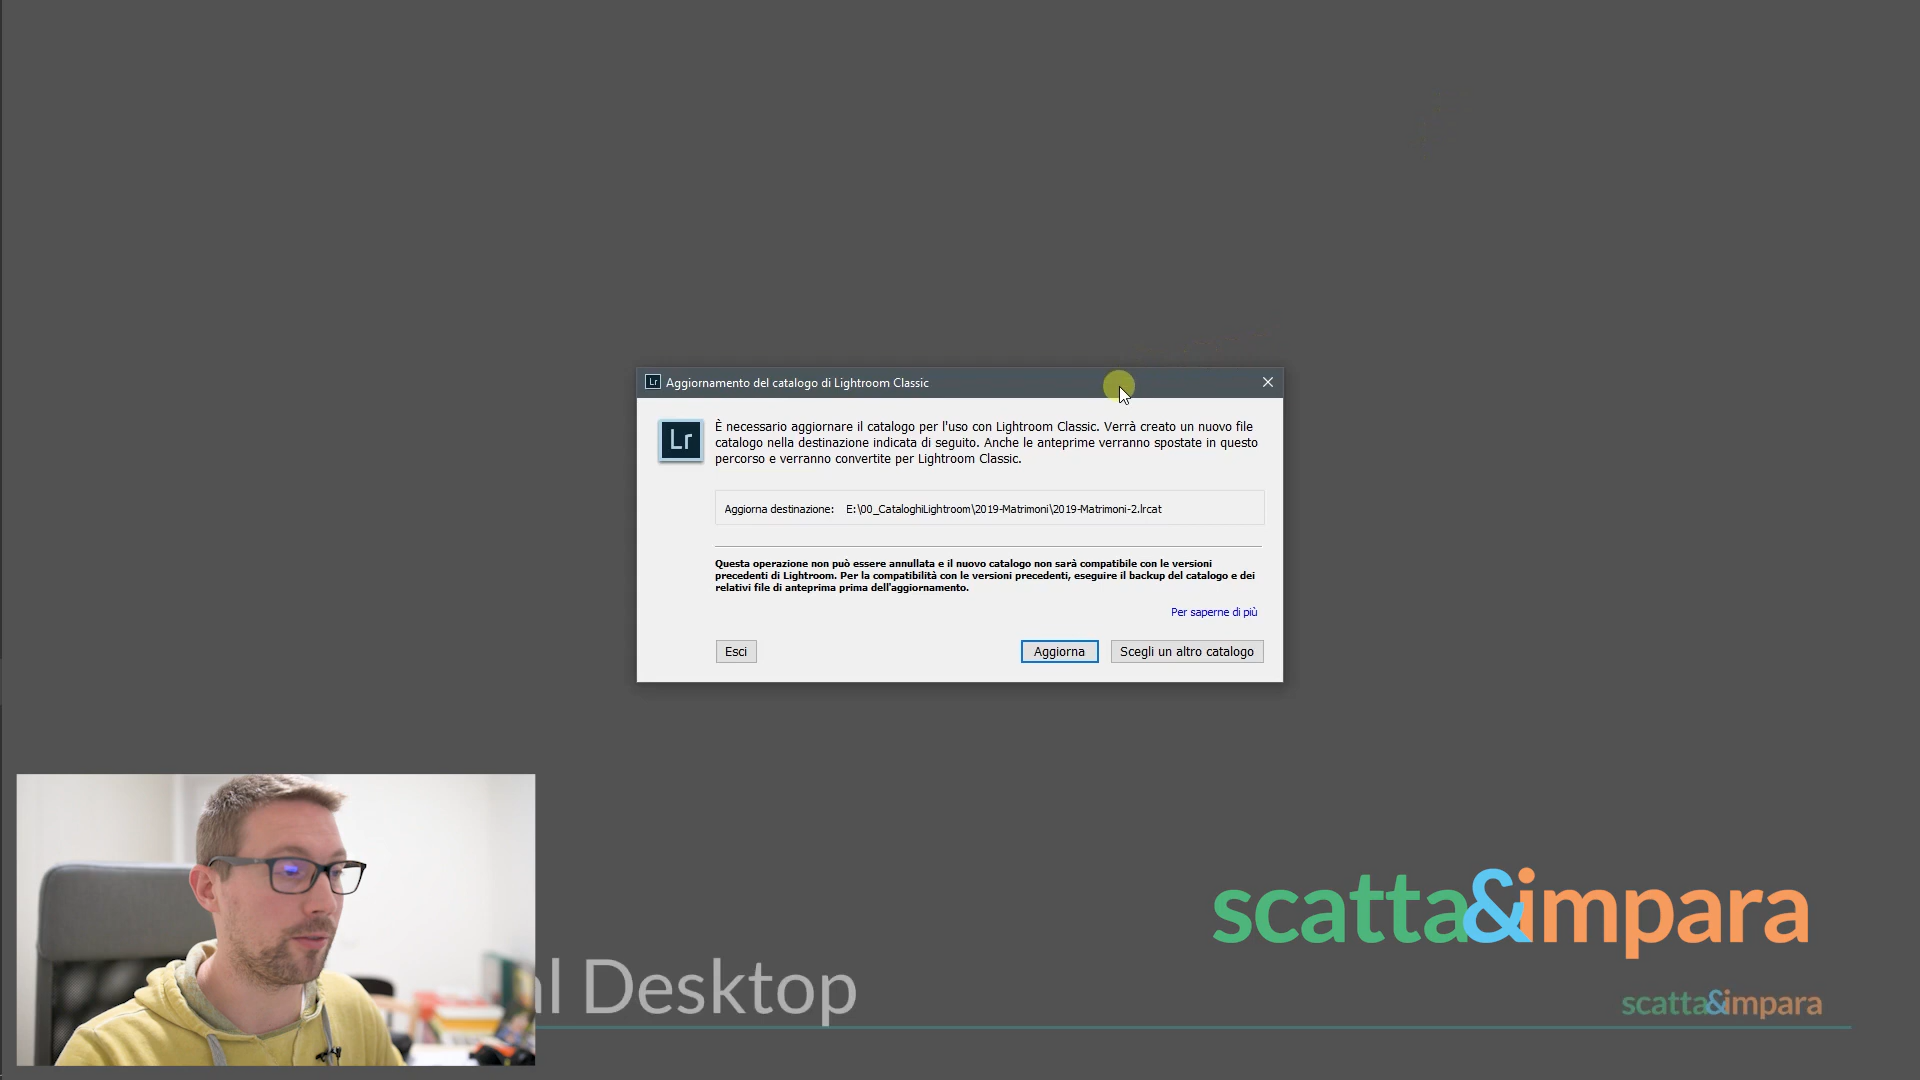 Lr Aggiornamento del catalogo di Lightroom Classic
Lr
È necessario aggiornare il catalogo per l'uso con Lightroom Classic. Verrà creato un nuovo file
catalogo nella destinazione indicata di seguito. Anche le anteprime verranno spostate in questo
percorso e verranno convertite per Lightroom Classic.
Aggiorna destinazione: E:\00_CataloghiLightroom\2019-Matrimoni\2019-Matrimoni-2.lrcat
Questa operazione non può essere annullata e il nuovo catalogo non sarà compatibile con le versioni
precedenti di Lightroom. Per la compatibilità con le versioni precedenti, eseguire il backup del catalogo e dei
relativi file di anteprima prima dell'aggiornamento.
Per saperne di più
Esci Aggiorna Scegli un altro catalogo
scatta&impara
Desktop
scatta&impara